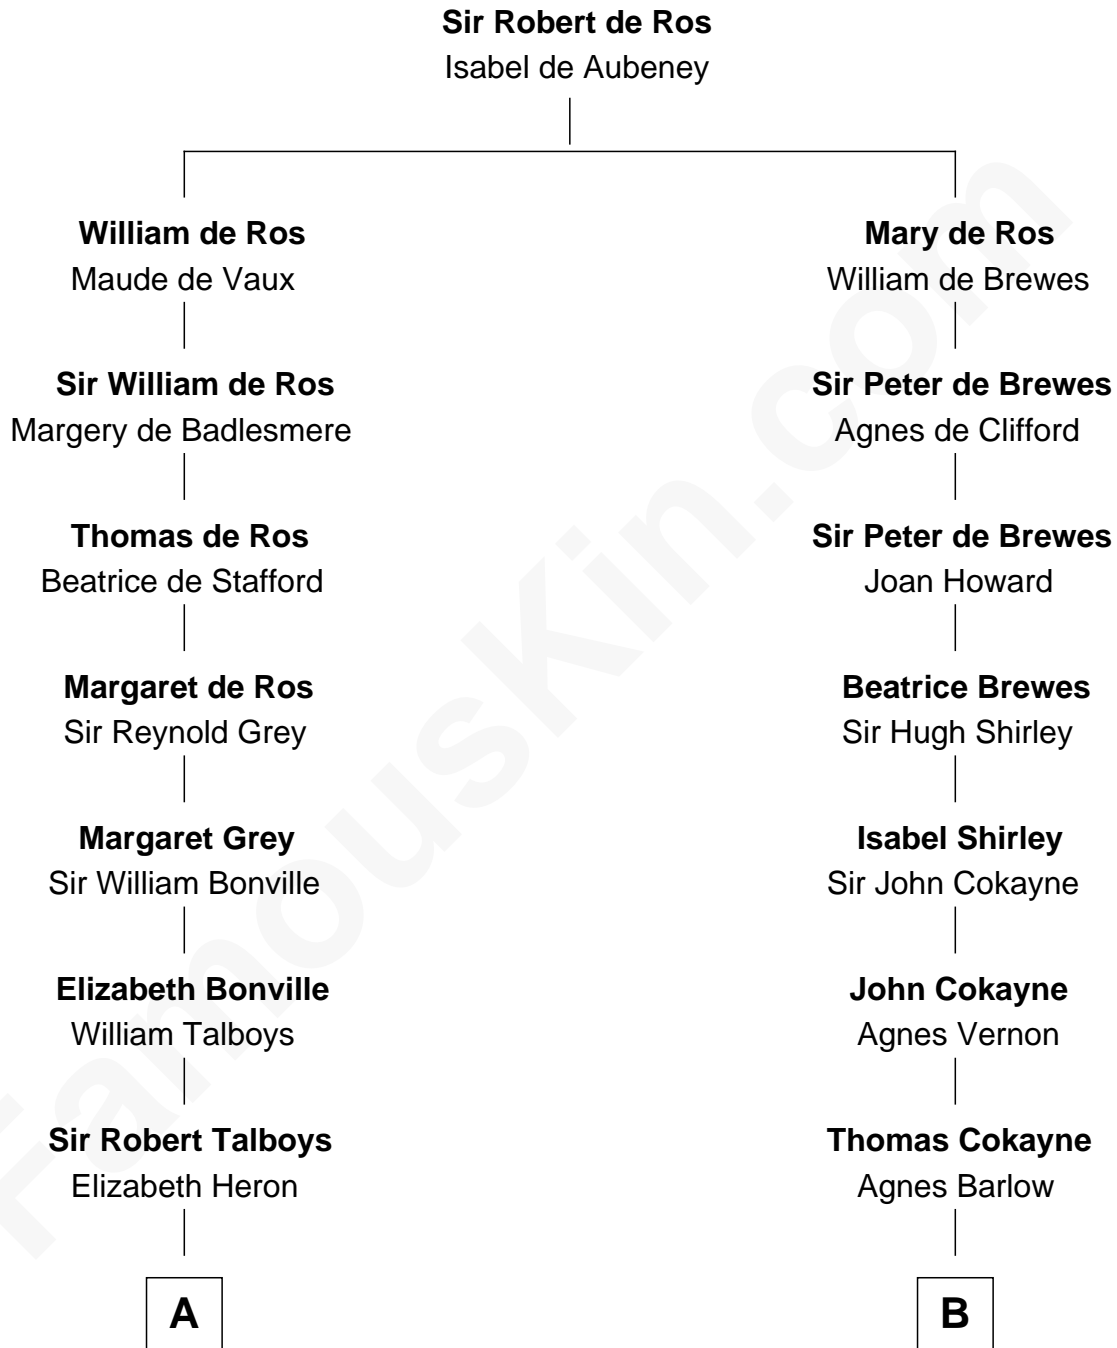 Sir Robert de Ros
Isabel de Aubeney
William de Ros
Maude de Vaux
Mary de Ros
William de Brewes
Sir William de Ros
Margery de Badlesmere
Sir Peter de Brewes
Agnes de Clifford
Thomas de Ros
Beatrice de Stafford
Sir Peter de Brewes
Joan Howard
Margaret de Ros
Sir Reynold Grey
Beatrice Brewes
Sir Hugh Shirley
Margaret Grey
Sir William Bonville
Isabel Shirley
Sir John Cokayne
Elizabeth Bonville
William Talboys
John Cokayne
Agnes Vernon
Sir Robert Talboys
Elizabeth Heron
Thomas Cokayne
Agnes Barlow
A
B
FamousKin.com